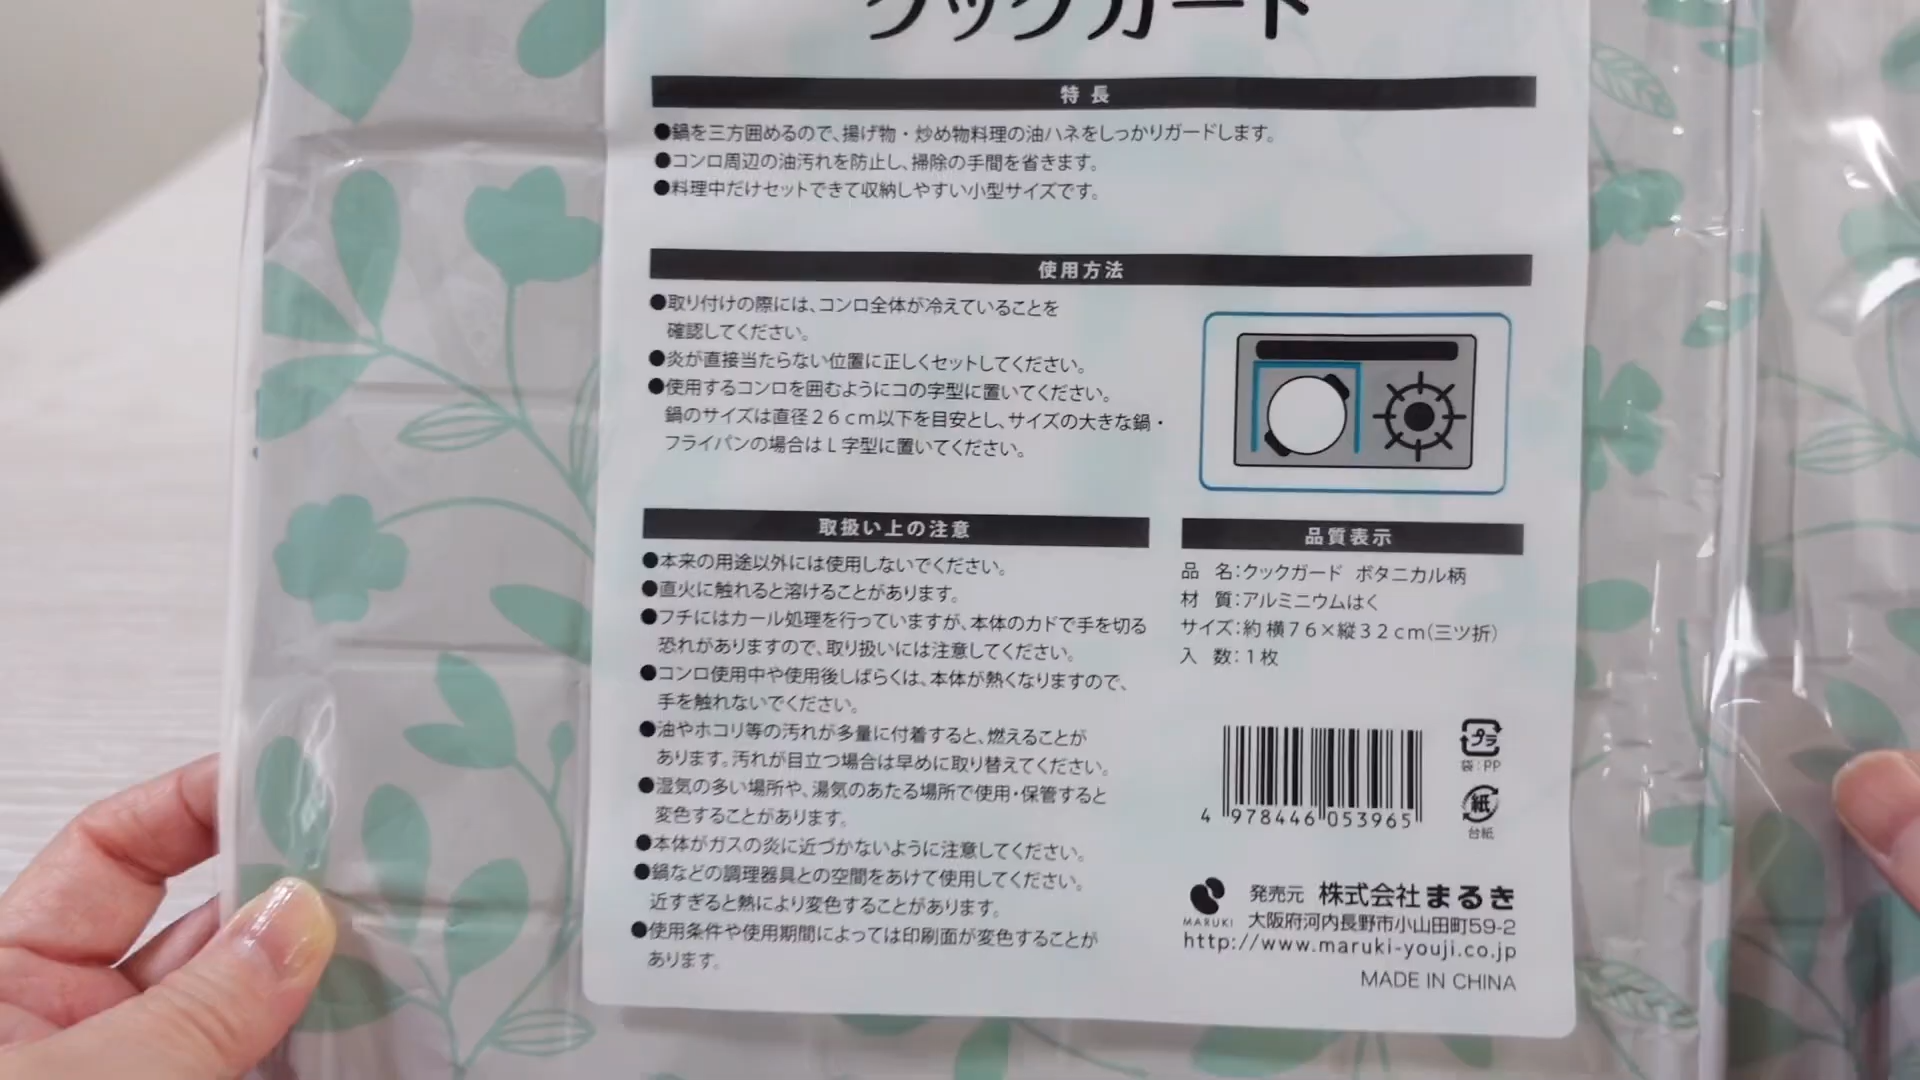 クックガード
特長
●鍋を三方囲めるので、揚げ物・炒め物料理の油ハネをしっかりガードします。
●コンロ周辺の油汚れを防止し、掃除の手間を省きます。
●料理中だけセットできて収納しやすい小型サイズです。
使用方法
●取り付けの際には、コンロ全体が冷えていることを
確認してください。
●炎が直接当たらない位置に正しくセットしてください。
●使用するコンロを囲むようにコの字型に置いてください。
鍋のサイズは直径26cm以下を目安とし、サイズの大きな鍋・
フライパンの場合はL字型に置いてください。
取扱い上の注意
●本来の用途以外には使用しないでください。
●直火に触れると溶けることがあります。
●フチにはカール処理を行っていますが、本体のカドで手を切る
恐れがありますので、取り扱いには注意してください。
●コンロ使用中や使用後しばらくは、本体が熱くなりますので、
手を触れないでください。
●油やホコリ等の汚れが多量に付着すると、燃えることが
あります。汚れが目立つ場合は早めに取り替えてください。
●湿気の多い場所や、湯気のあたる場所で使用・保管すると
変色することがあります。
●本体がガスの炎に近づかないように注意してください。
●鍋などの調理器具との空間をあけて使用してください。
近すぎると熱により変色することがあります。
●使用条件や使用期間によっては印刷面が変色することが
あります。
品質表示
品 名:クックガード ボタニカル柄
材 質:アルミニウムはく
サイズ:約 横76×縦32cm(三ツ折)
入 数:1枚
4 978446 053965
プラ
袋:PP
紙
台紙
MARUKI
発売元 株式会社まるき
大阪府河内長野市小山田町59-2
http://www.maruki-youji.co.jp
MADE IN CHINA